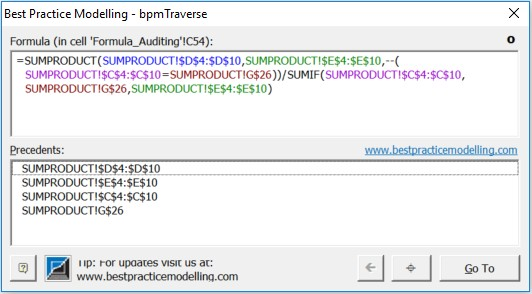 Best Practice Modelling - bpmTraverse
Formula (in cell 'Formula_Auditing'!C54):
o
=SUMPRODUCT(SUMPRODUCT!$D$4:$D$10,SUMPRODUCT!$E$4:$E$10,--(
SUMPRODUCT!$C$4:$C$10=SUMPRODUCT!G$26))/SUMIF(SUMPRODUCT!$C$4:$C$10,
SUMPRODUCT!G$26,SUMPRODUCT!$E$4:$E$10)
Precedents:
www.bestpracticemodelling.com
SUMPRODUCT!$D$4:$D$10
SUMPRODUCT!$E$4:$E$10
SUMPRODUCT!$C$4:$C$10
SUMPRODUCT!G$26
Tip: For updates visit us at:
www.bestpracticemodelling.com
Go To